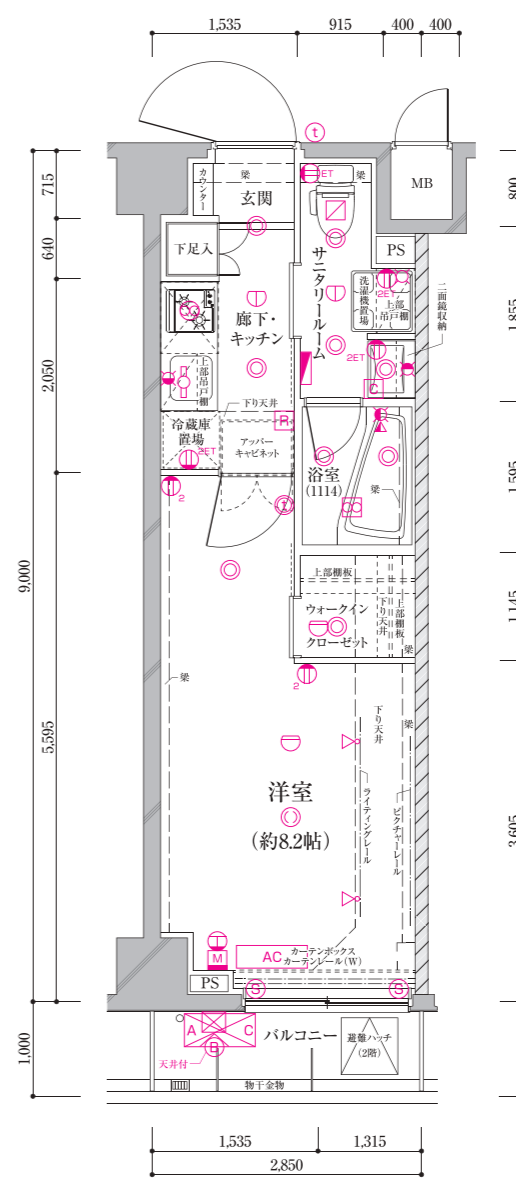 1,535
915
400
400
t
715
640
2,050
9,000
5,595
1,000
800
1,855
1,595
1,145
3,605
カウンター
梁
玄関
ET
梁
MB
下足入
サニタリールーム
PS
洗濯機置場
2ET
上部吊戸棚
二面鏡収納
廊下・
キッチン
上部吊戸棚
2ET
C
下り天井
R
冷蔵庫
置場
2ET
アッパー
キャビネット
浴室
(1114)
梁
2
上部棚板
ウォークイン
クローゼット
下り天井
上部棚板
梁
2
梁
下り天井
梁
洋室
(約8.2帖)
ライティングレール
ピクチャーレール
M
AC
カーテンボックス
カーテンレール(W)
PS
S
S
A
C
B
天井付
バルコニー
避難ハッチ
(2階)
物干金物
1,535
1,315
2,850